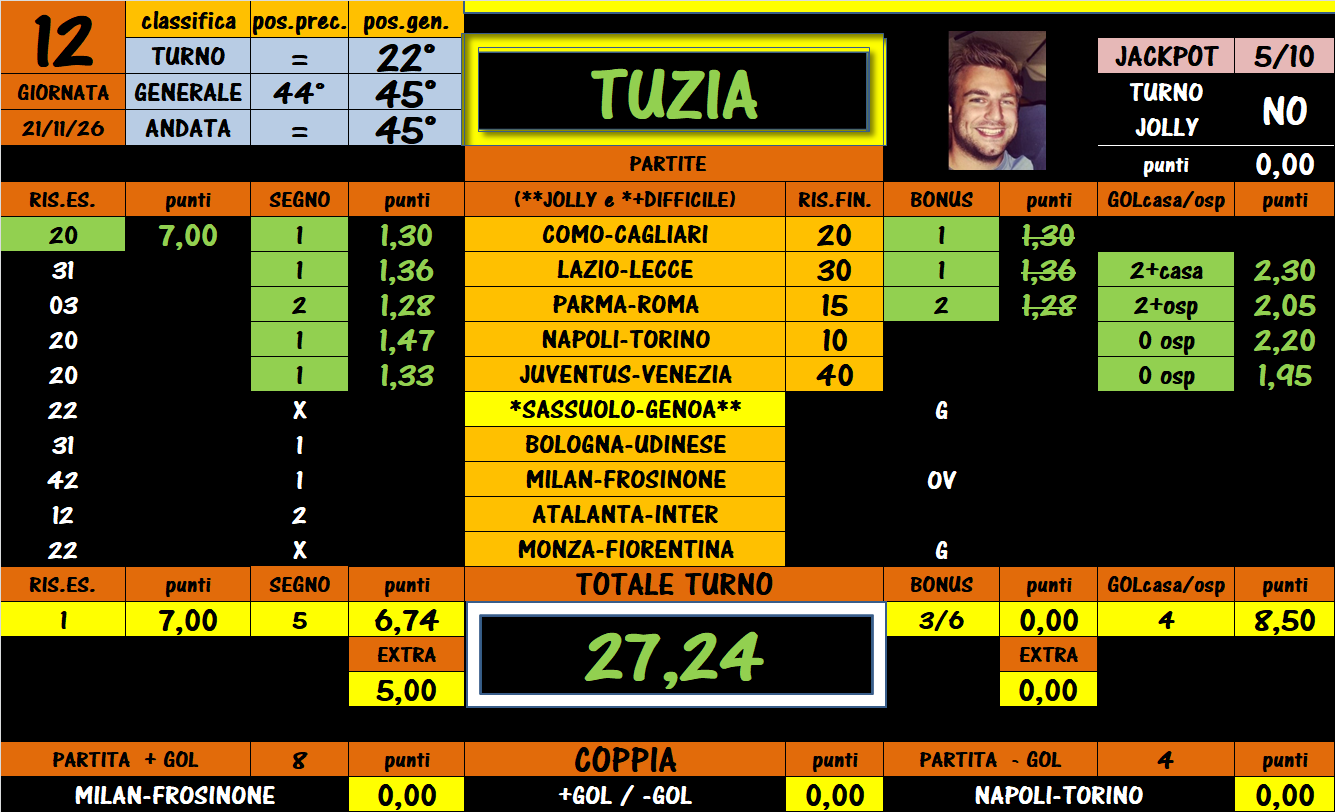 12 classifica pos.prec. pos.gen.
TURNO = 22°
GIORNATA GENERALE 44° 45°
21/11/26 ANDATA = 45°
TUZIA
JACKPOT 5/10
TURNO JOLLY NO
punti 0,00
PARTITE
RIS.ES. punti SEGNO punti (**JOLLY e *+DIFFICILE) RIS.FIN. BONUS punti GOLcasa/osp punti
20 7,00 1 1,30 COMO-CAGLIARI 20 1 1,30
31 1 1,36 LAZIO-LECCE 30 1 1,36 2+casa 2,30
03 2 1,28 PARMA-ROMA 15 2 1,28 2+osp 2,05
20 1 1,47 NAPOLI-TORINO 10 0 osp 2,20
20 1 1,33 JUVENTUS-VENEZIA 40 0 osp 1,95
22 X *SASSUOLO-GENOA** G
31 1 BOLOGNA-UDINESE
42 1 MILAN-FROSINONE OV
12 2 ATALANTA-INTER
22 X MONZA-FIORENTINA G
RIS.ES. punti SEGNO punti TOTALE TURNO BONUS punti GOLcasa/osp punti
1 7,00 5 6,74 27,24 3/6 0,00 4 8,50
EXTRA EXTRA
5,00 0,00
PARTITA + GOL 8 punti COPPIA punti PARTITA - GOL 4 punti
MILAN-FROSINONE 0,00 +GOL / -GOL 0,00 NAPOLI-TORINO 0,00